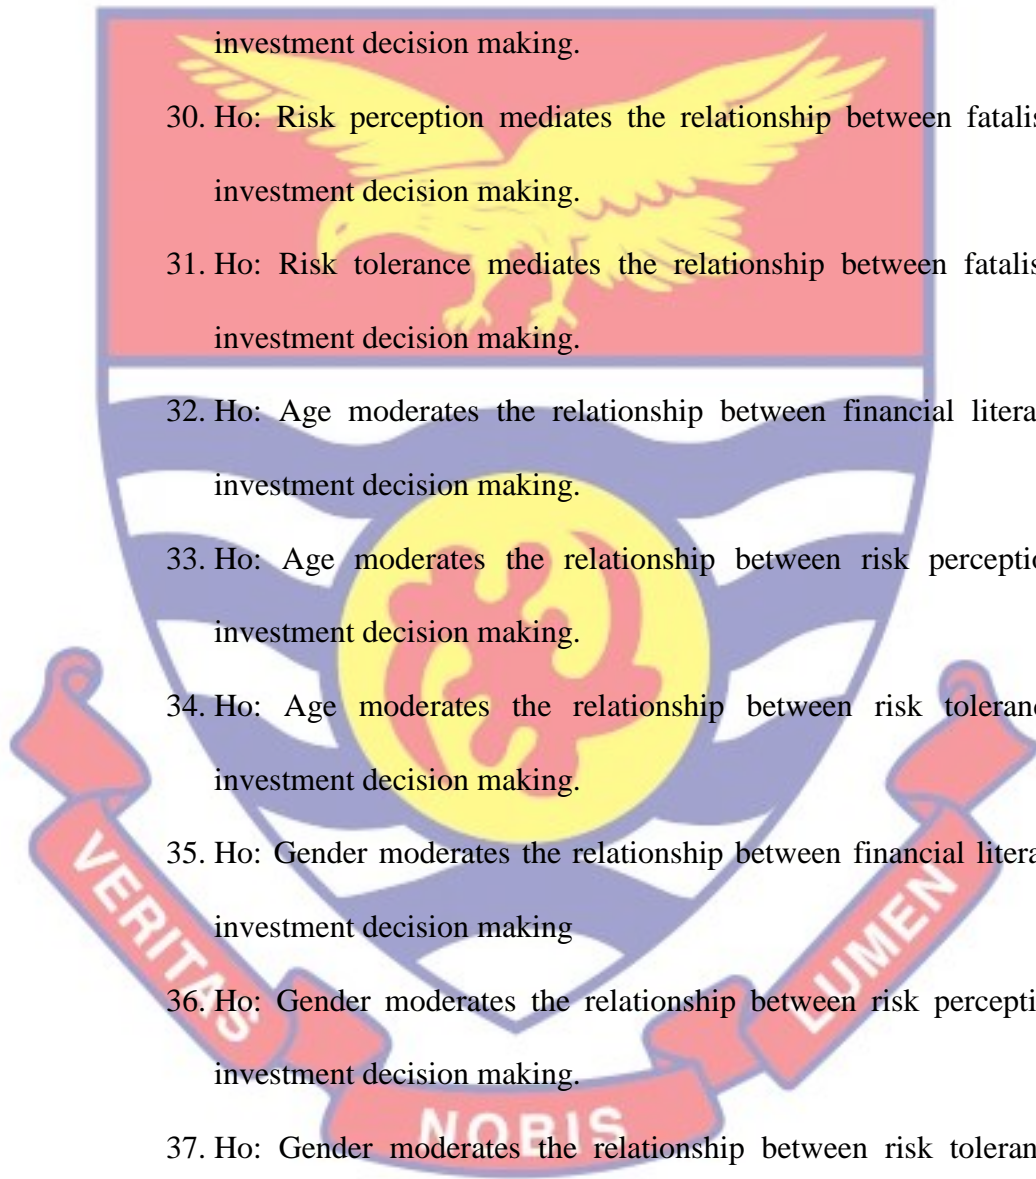 investment decision making.
30. Ho: Risk perception mediates the relationship between fatalis
investment decision making.
31. Ho: Risk tolerance mediates the relationship between fatalis
investment decision making.
32. Ho: Age moderates the relationship between financial litera
investment decision making.
33. Ho: Age moderates the relationship between risk perceptio
investment decision making.
34. Ho: Age moderates the relationship between risk toleranc
investment decision making.
35. Ho: Gender moderates the relationship between financial litera
investment decision making
36. Ho: Gender moderates the relationship between risk percepti
investment decision making.
37. Ho: Gender moderates the relationship between risk toleran
VERITAS
NOBIS
LUMEN